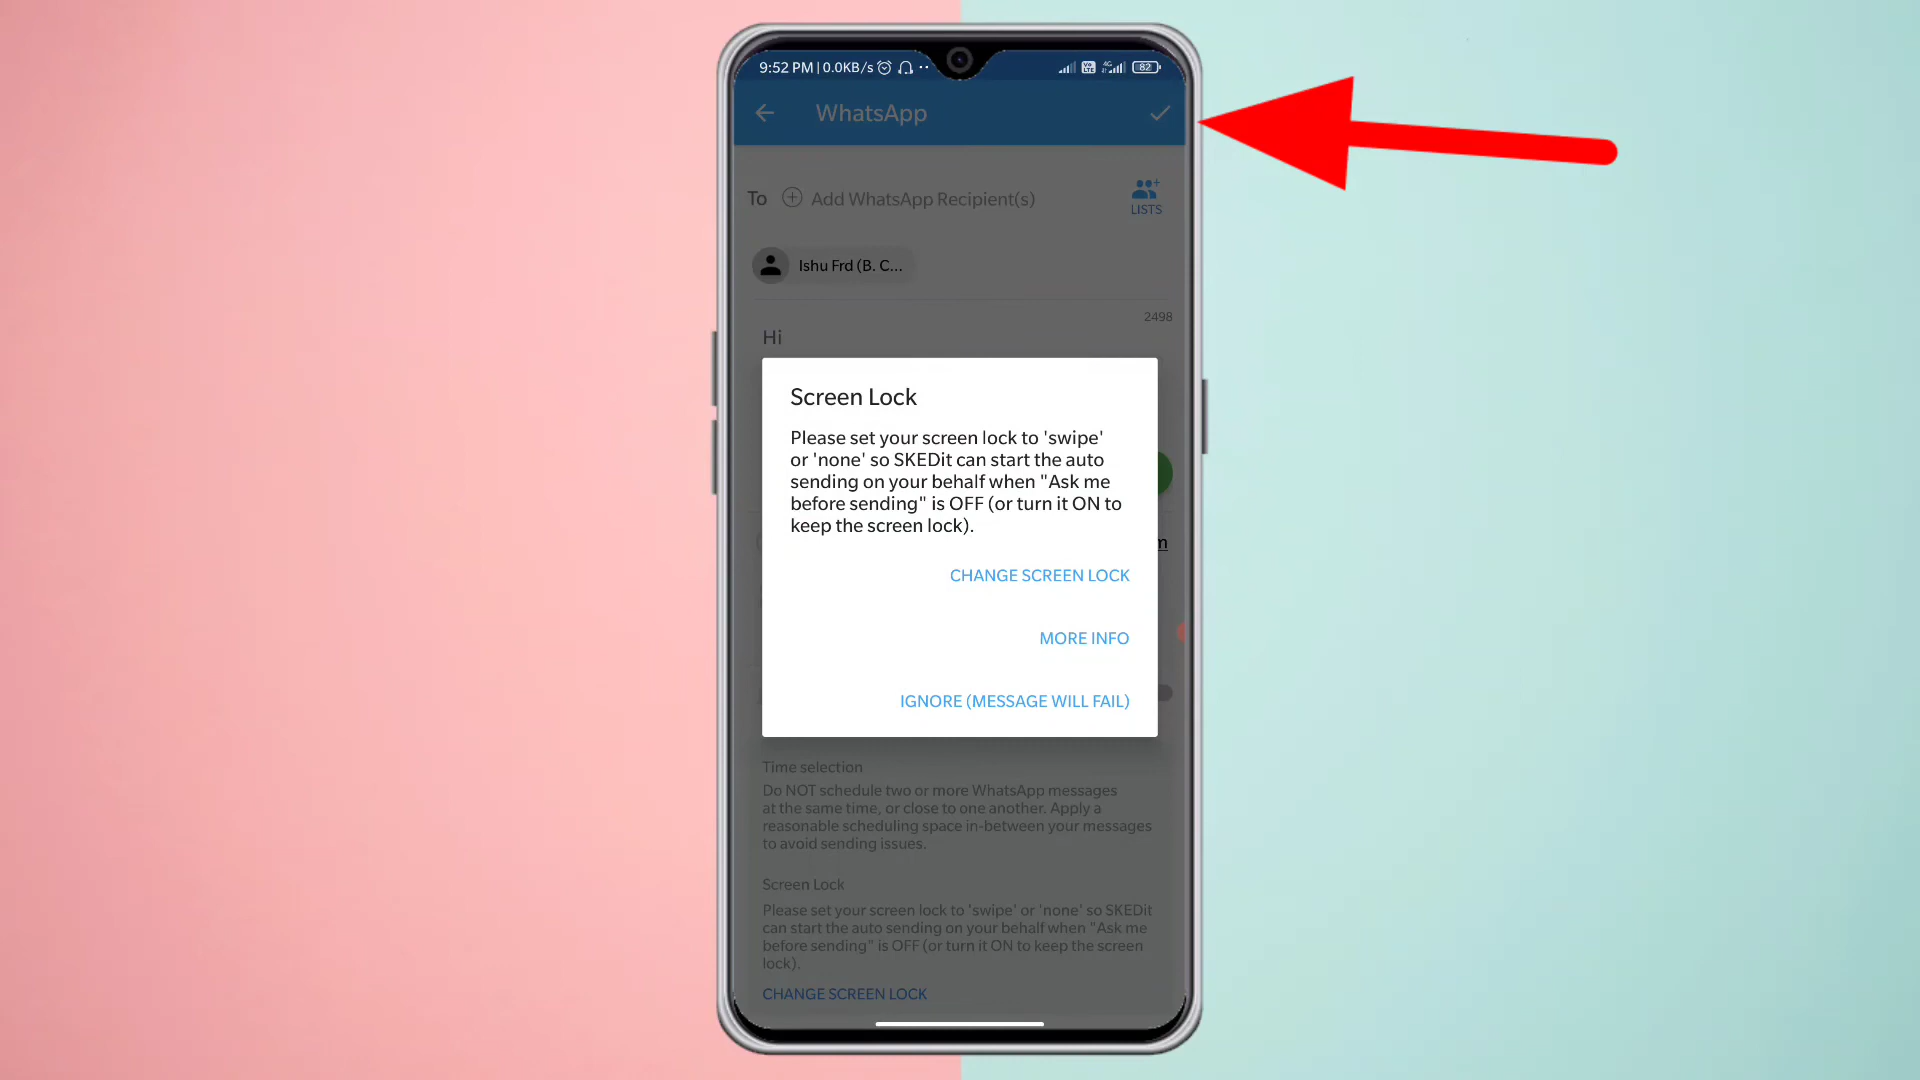 9:52 PM | 0.0KB/s
Vo LTE 4G 82
WhatsApp
To Add WhatsApp Recipient(s)
LISTS
Ishu Frd (B. C...
2498
Hi
Screen Lock
Please set your screen lock to 'swipe'
or 'none' so SKEDit can start the auto
sending on your behalf when "Ask me
before sending" is OFF (or turn it ON to
keep the screen lock).
m
CHANGE SCREEN LOCK
MORE INFO
IGNORE (MESSAGE WILL FAIL)
Time selection
Do NOT schedule two or more WhatsApp messages
at the same time, or close to one another. Apply a
reasonable scheduling space in-between your messages
to avoid sending issues.
Screen Lock
Please set your screen lock to 'swipe' or 'none' so SKEDit
can start the auto sending on your behalf when "Ask me
before sending" is OFF (or turn it ON to keep the screen
lock).
CHANGE SCREEN LOCK